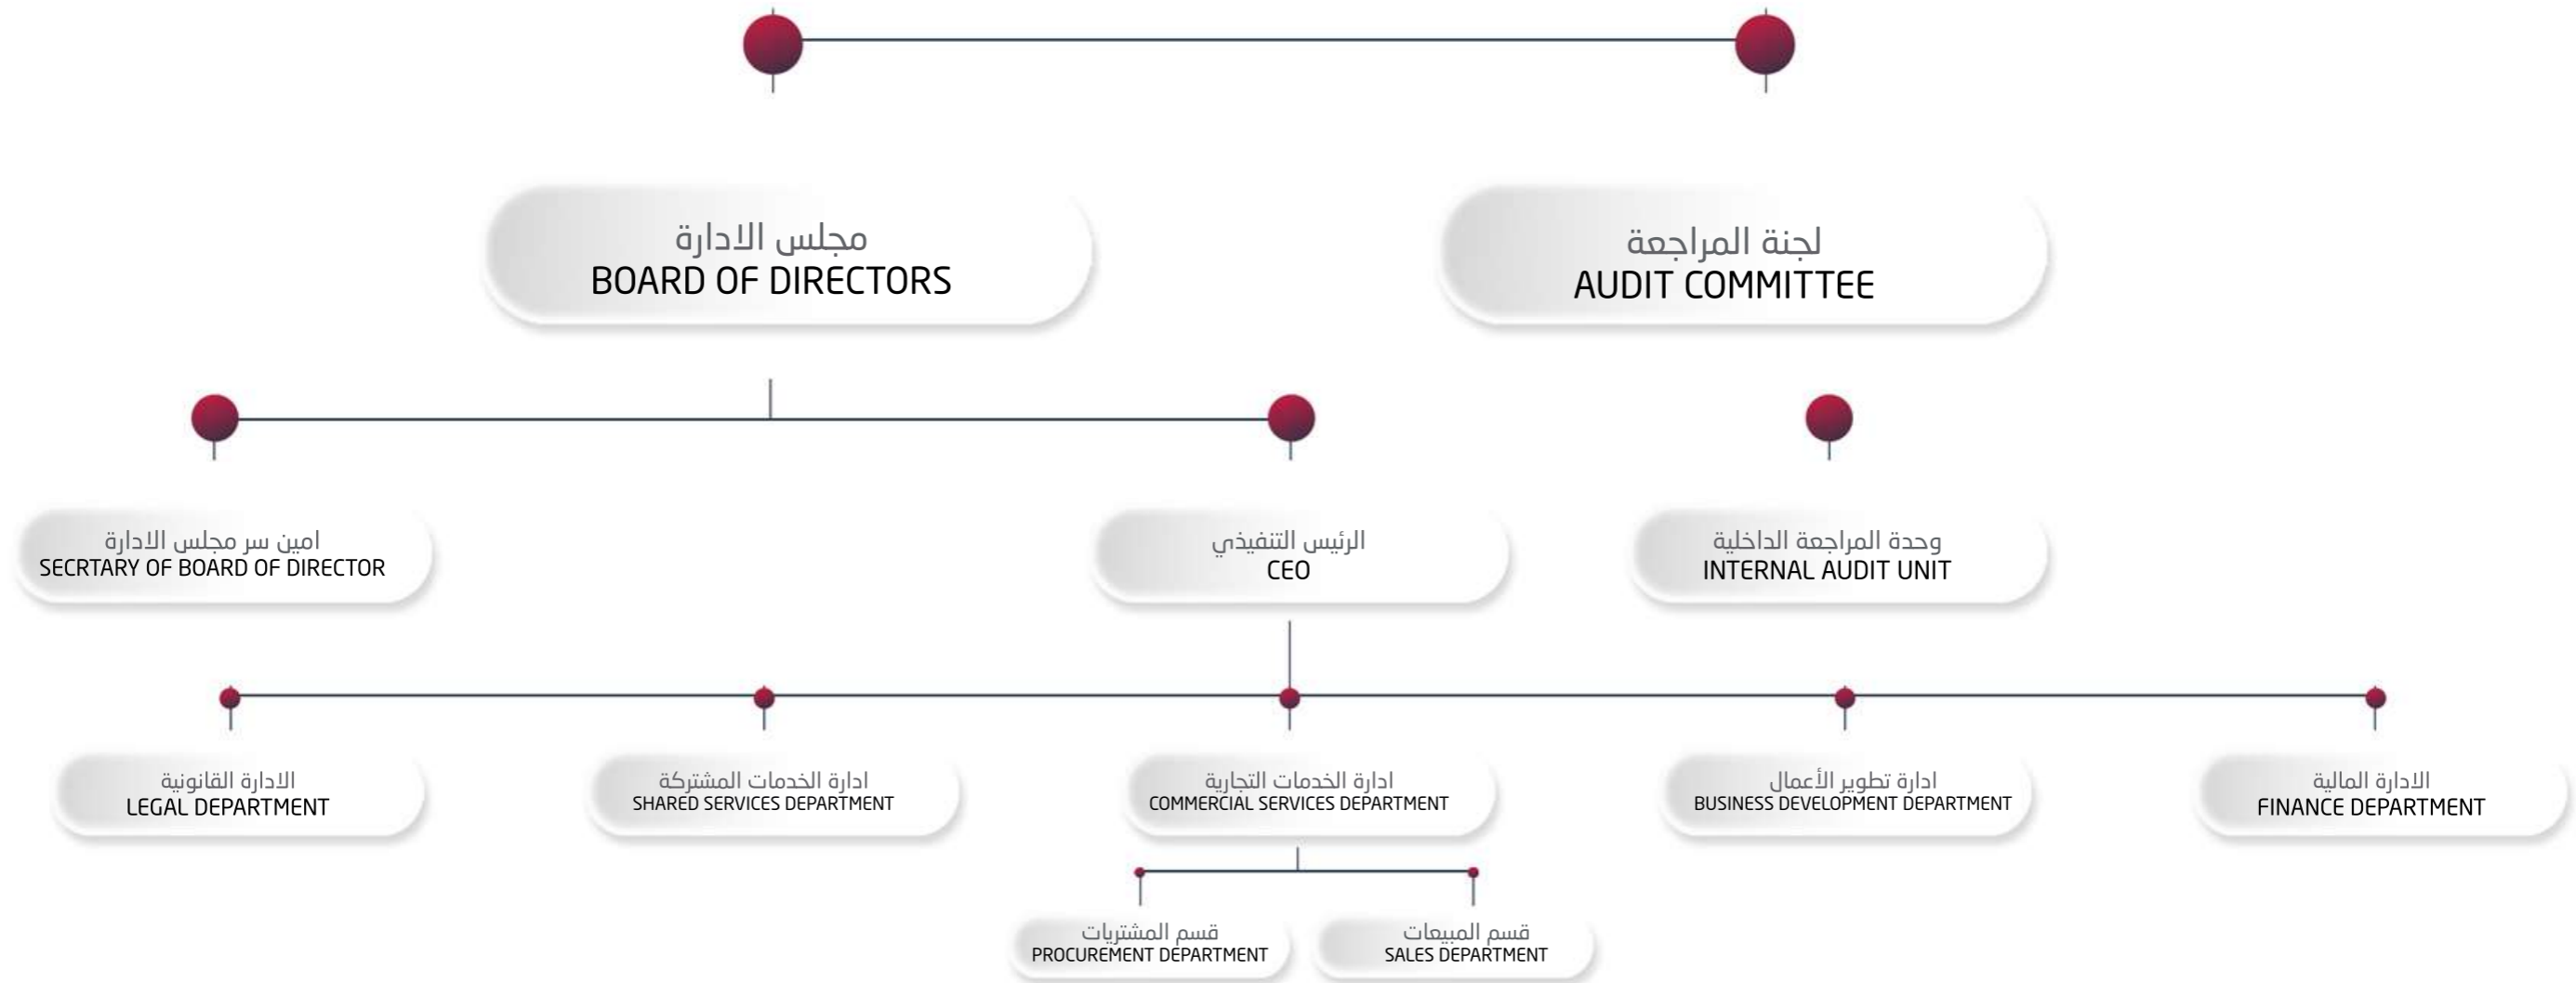 مجلس الادارة
BOARD OF DIRECTORS
لجنة المراجعة
AUDIT COMMITTEE
امين سر مجلس الادارة
SECRTARY OF BOARD OF DIRECTOR
الرئيس التنفيذي
CEO
وحدة المراجعة الداخلية
INTERNAL AUDIT UNIT
الادارة القانونية
LEGAL DEPARTMENT
ادارة الخدمات المشتركة
SHARED SERVICES DEPARTMENT
ادارة الخدمات التجارية
COMMERCIAL SERVICES DEPARTMENT
ادارة تطوير الأعمال
BUSINESS DEVELOPMENT DEPARTMENT
الادارة المالية
FINANCE DEPARTMENT
قسم المشتريات
PROCUREMENT DEPARTMENT
قسم المبيعات
SALES DEPARTMENT